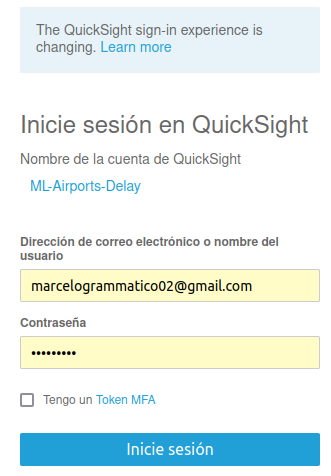 The QuickSight sign-in experience is
changing. Learn more
Inicie sesión en QuickSight
Nombre de la cuenta de QuickSight
ML-Airports-Delay
Dirección de correo electrónico o nombre del
usuario
marcelogrammatico02@gmail.com
Contraseña
•••••••••
Tengo un Token MFA
Inicie sesión